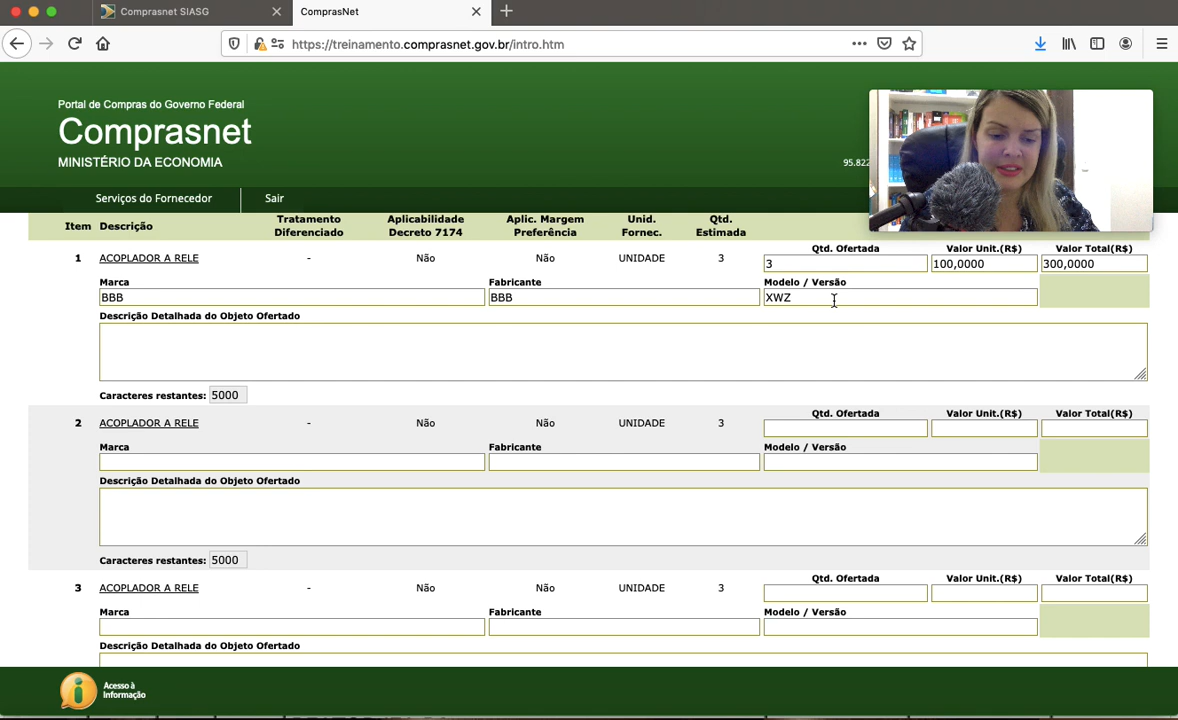 Comprasnet SIASG
ComprasNet
https://treinamento.comprasnet.gov.br/intro.htm
Portal de Compras do Governo Federal
Comprasnet
MINISTÉRIO DA ECONOMIA
95.822
Serviços do Fornecedor
Sair
Item Descrição Tratamento Diferenciado Aplicabilidade Decreto 7174 Aplic. Margem Preferência Unid. Fornec. Qtd. Estimada
Qtd. Ofertada Valor Unit.(R$) Valor Total(R$)
1 ACOPLADOR A RELE - Não Não UNIDADE 3 3 100,0000 300,0000
Marca Fabricante Modelo / Versão
BBB BBB XWZ
Descrição Detalhada do Objeto Ofertado
Caracteres restantes: 5000
Qtd. Ofertada Valor Unit.(R$) Valor Total(R$)
2 ACOPLADOR A RELE - Não Não UNIDADE 3
Marca Fabricante Modelo / Versão
Descrição Detalhada do Objeto Ofertado
Caracteres restantes: 5000
Qtd. Ofertada Valor Unit.(R$) Valor Total(R$)
3 ACOPLADOR A RELE - Não Não UNIDADE 3
Marca Fabricante Modelo / Versão
Descrição Detalhada do Objeto Ofertado
Acesso à
Informação